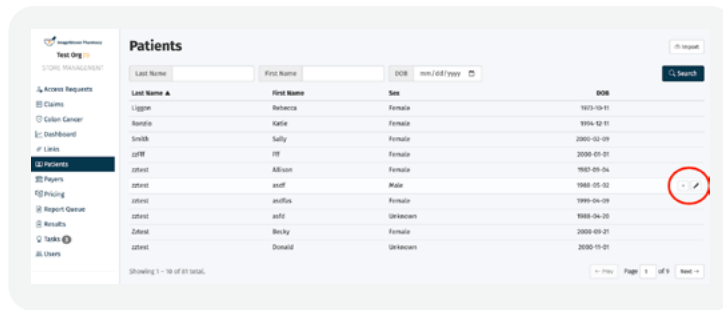 Test Org
STORE MANAGEMENT
Access Requests
Claims
Colon Cancer
Dashboard
Links
Patients
Payers
Pricing
Report Queue
Results
Tasks
Users
Patients
Import
Last Name First Name DOB mm/dd/yyyy Search
Last Name ▲ First Name Sex DOB
Liggon Rebecca Female 1973-10-11
Katie Female 1994-12-11
Smith Sally Female 2000-02-09
zzfff fff Female 2000-01-01
zztest Allison Female 1987-09-04
zztest asdf Male 1988-05-02
zztest asdfas Female 1999-04-09
zztest asfd Unknown 1988-04-20
Zztest Becky Female 2000-09-21
zztest Donald Unknown 2000-11-01
Showing 1 – 10 of 81 total.
← Prev Page 1 of 9 Next →